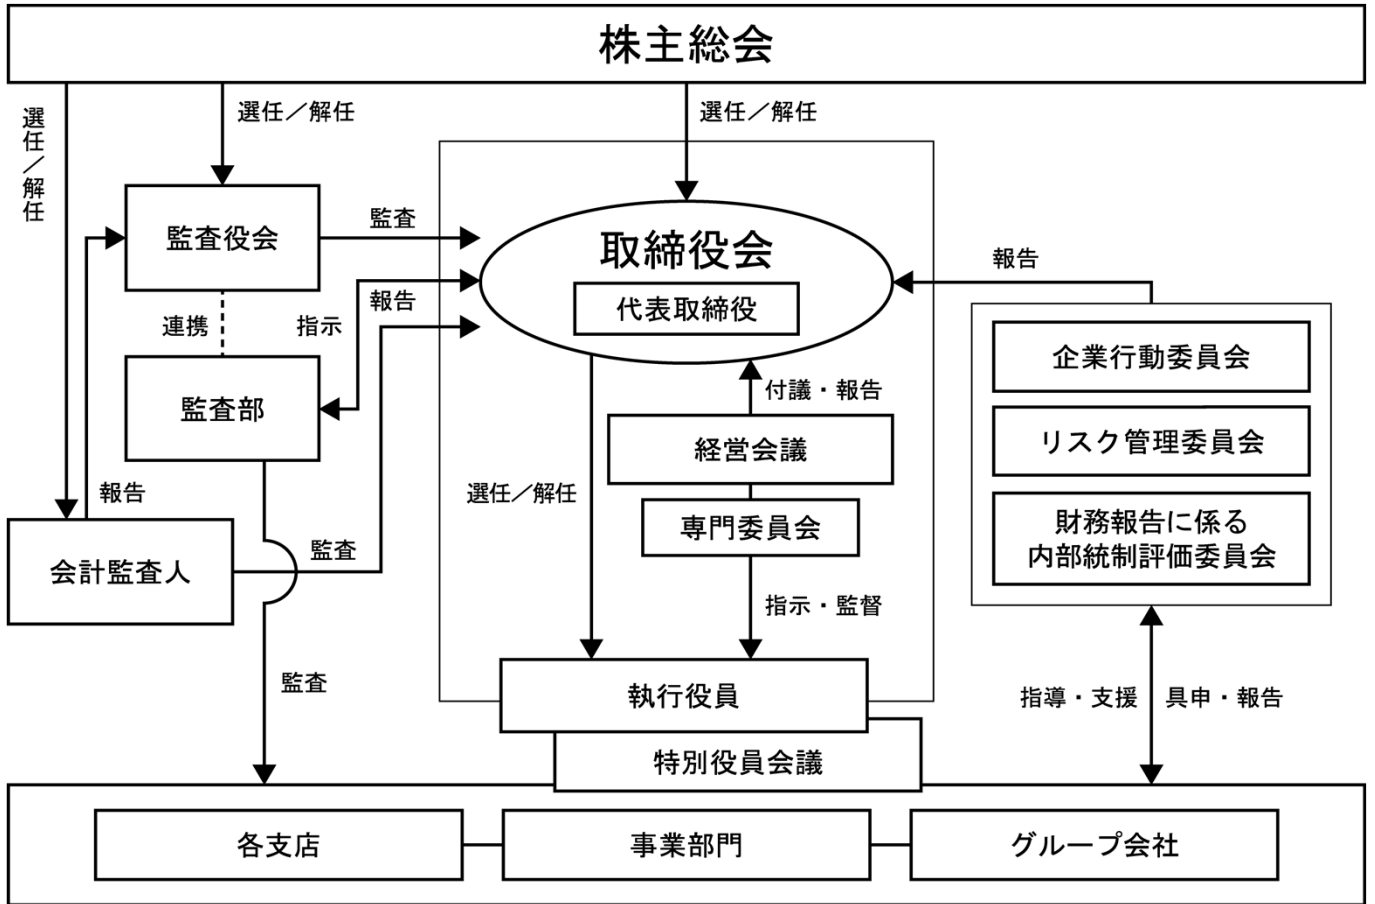 株主総会
選任／解任
選任／解任
選任／解任
監査役会
監査
取締役会
代表取締役
報告
報告
連携
指示
企業行動委員会
監査部
付議・報告
経営会議
リスク管理委員会
報告
選任／解任
専門委員会
財務報告に係る
内部統制評価委員会
会計監査人
監査
指示・監督
監査
執行役員
指導・支援
具申・報告
特別役員会議
各支店
事業部門
グループ会社